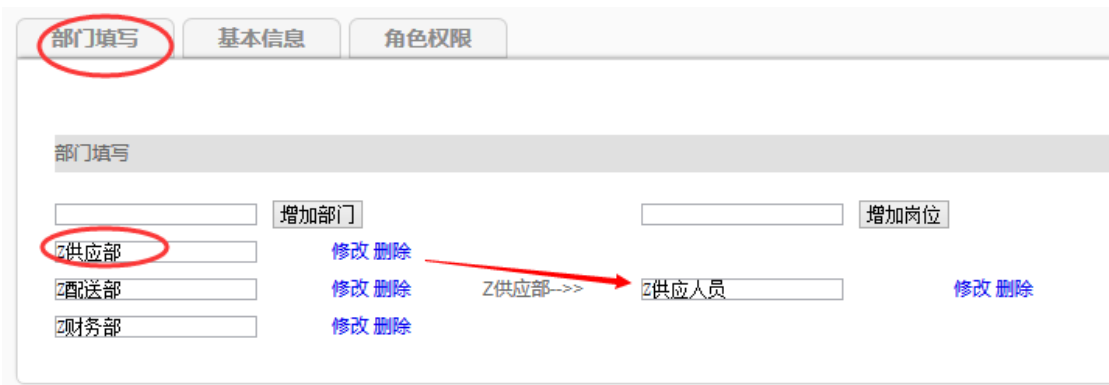 部门填写 基本信息 角色权限
部门填写
增加部门 增加岗位
Z供应部 修改 删除
Z配送部 修改 删除 Z供应部-->> Z供应人员 修改 删除
Z财务部 修改 删除